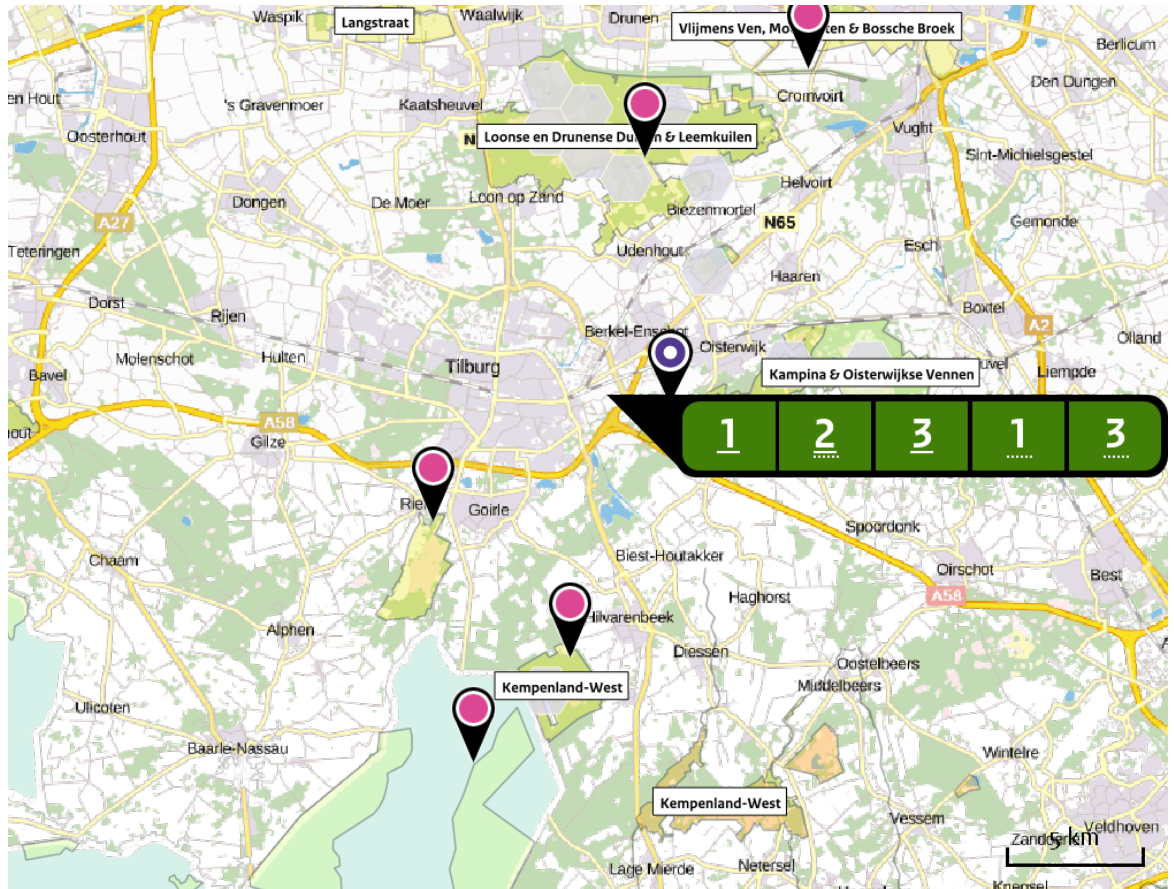 Waspik
Langstraat
Waalwijk
Drunen
Vlijmens Ven, Mo ten & Bossche Broek
Berlicum
en Hout
's Gravenmoer
Kaatsheuvel
Cromvoirt
Den Dungen
Oosterhout
N
Loonse en Drunense Du n & Leemkuilen
Vught
Sint-Michielsgestel
Dongen
De Moer
Loon op Zand
Helvoirt
Biezenmortel
A27
N65
Gemonde
Teteringen
Udenhout
Esch
Haaren
Dorst
Rijen
Boxtel
Berkel-Enschot
A2
Olland
Molenschot
Hulten
Tilburg
Oisterwijk
Bavel
Kampina & Oisterwijkse Vennen
uvel
Liempde
A58
1 2 3 1 3
out
Gilze
Rie
Goirle
Spoordonk
Chaam
Biest-Houtakker
Oirschot
Best
Haghorst
A58
Hilvarenbeek
Alphen
Diessen
Oostelbeers
Kempenland-West
Middelbeers
Ulicoten
Baarle-Nassau
Wintelre
Kempenland-West
Vessem
Veldhoven
5 km
Lage Mierde
Netersel
Knegsel